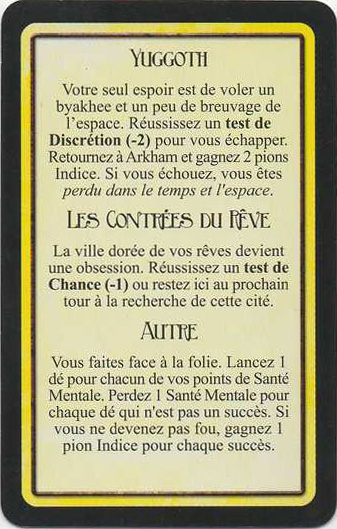 YUGGOTH
Votre seul espoir est de voler un
byakhee et un peu de breuvage de
l'espace. Réussissez un test de
Discrétion (-2) pour vous échapper.
Retournez à Arkham et gagnez 2 pions
Indice. Si vous échouez, vous êtes
perdu dans le temps et l'espace.
LES CONTRÉES DU RÊVE
La ville dorée de vos rêves devient
une obsession. Réussissez un test de
Chance (-1) ou restez ici au prochain
tour à la recherche de cette cité.
AUTRE
Vous faites face à la folie. Lancez 1
dé pour chacun de vos points de Santé
Mentale. Perdez 1 Santé Mentale pour
chaque dé qui n'est pas un succès. Si
vous ne devenez pas fou, gagnez 1
pion Indice pour chaque succès.